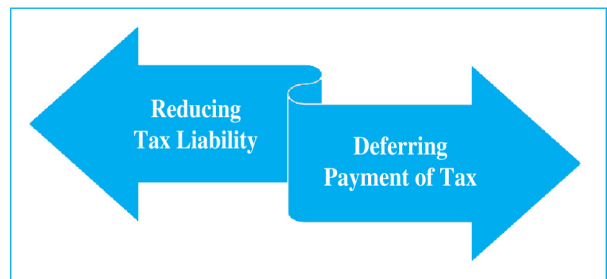 Reducing
Tax Liability
Deferring
Payment of Tax